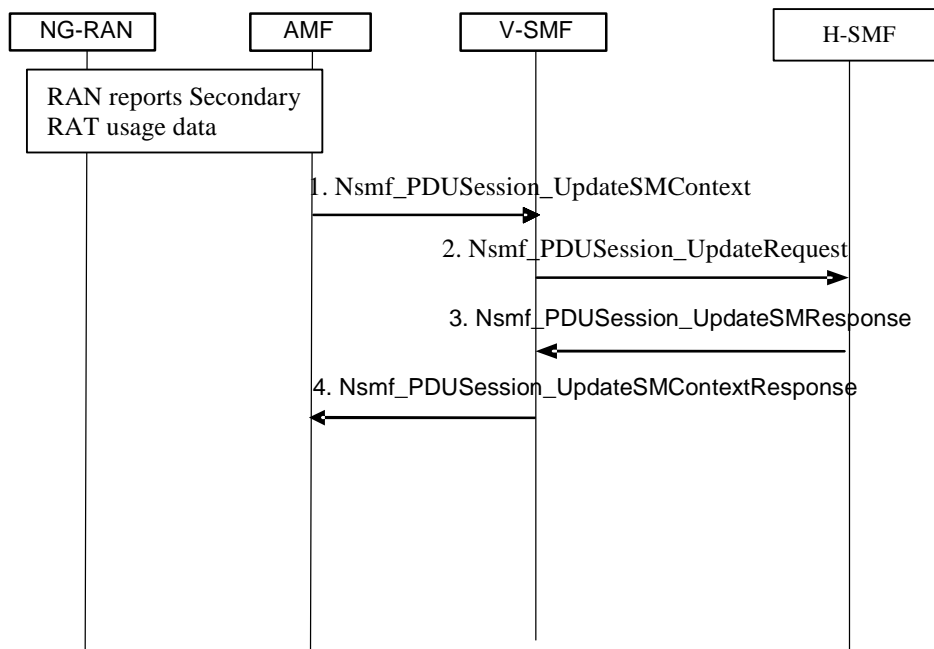 NG-RAN
AMF
V-SMF
H-SMF
RAN reports Secondary
RAT usage data
1. Nsmf_PDUSession_UpdateSMContext
2. Nsmf_PDUSession_UpdateRequest
3. Nsmf_PDUSession_UpdateSMResponse
4. Nsmf_PDUSession_UpdateSMContextResponse